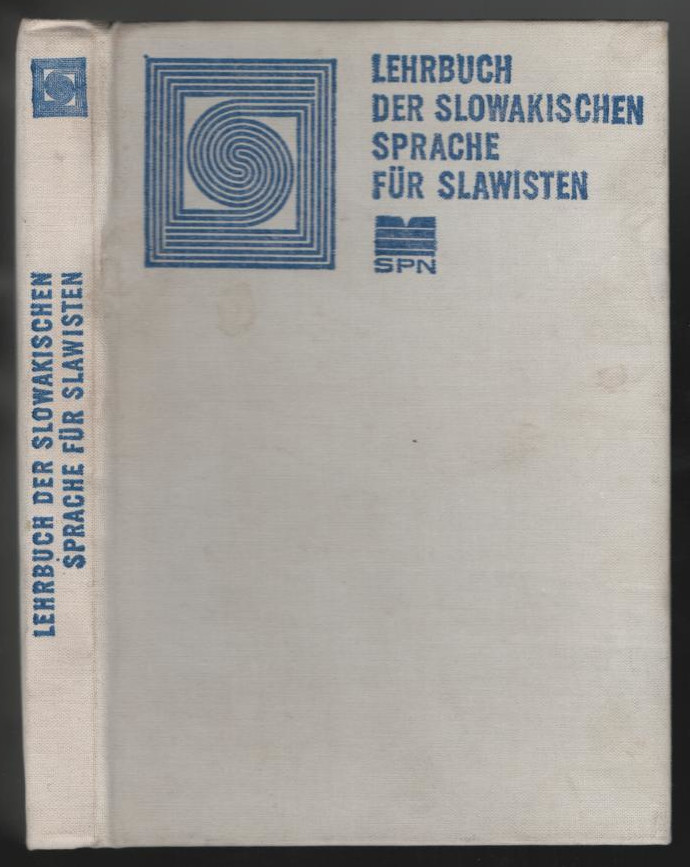 LEHRBUCH
DER SLOWAKISCHEN
SPRACHE
FÜR SLAWISTEN
SPN
LEHRBUCH DER SLOWAKISCHEN
SPRACHE FÜR SLAWISTEN